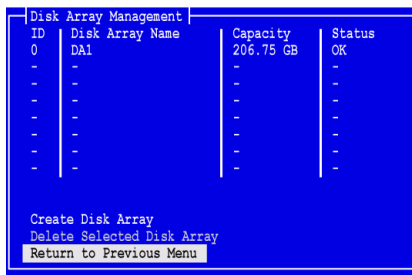 Disk Array Management
ID Disk Array Name Capacity Status
0 DA1 206.75 GB OK
- - - -
- - - -
- - - -
- - - -
- - - -
- - - -
- - - -
Create Disk Array
Delete Selected Disk Array
Return to Previous Menu